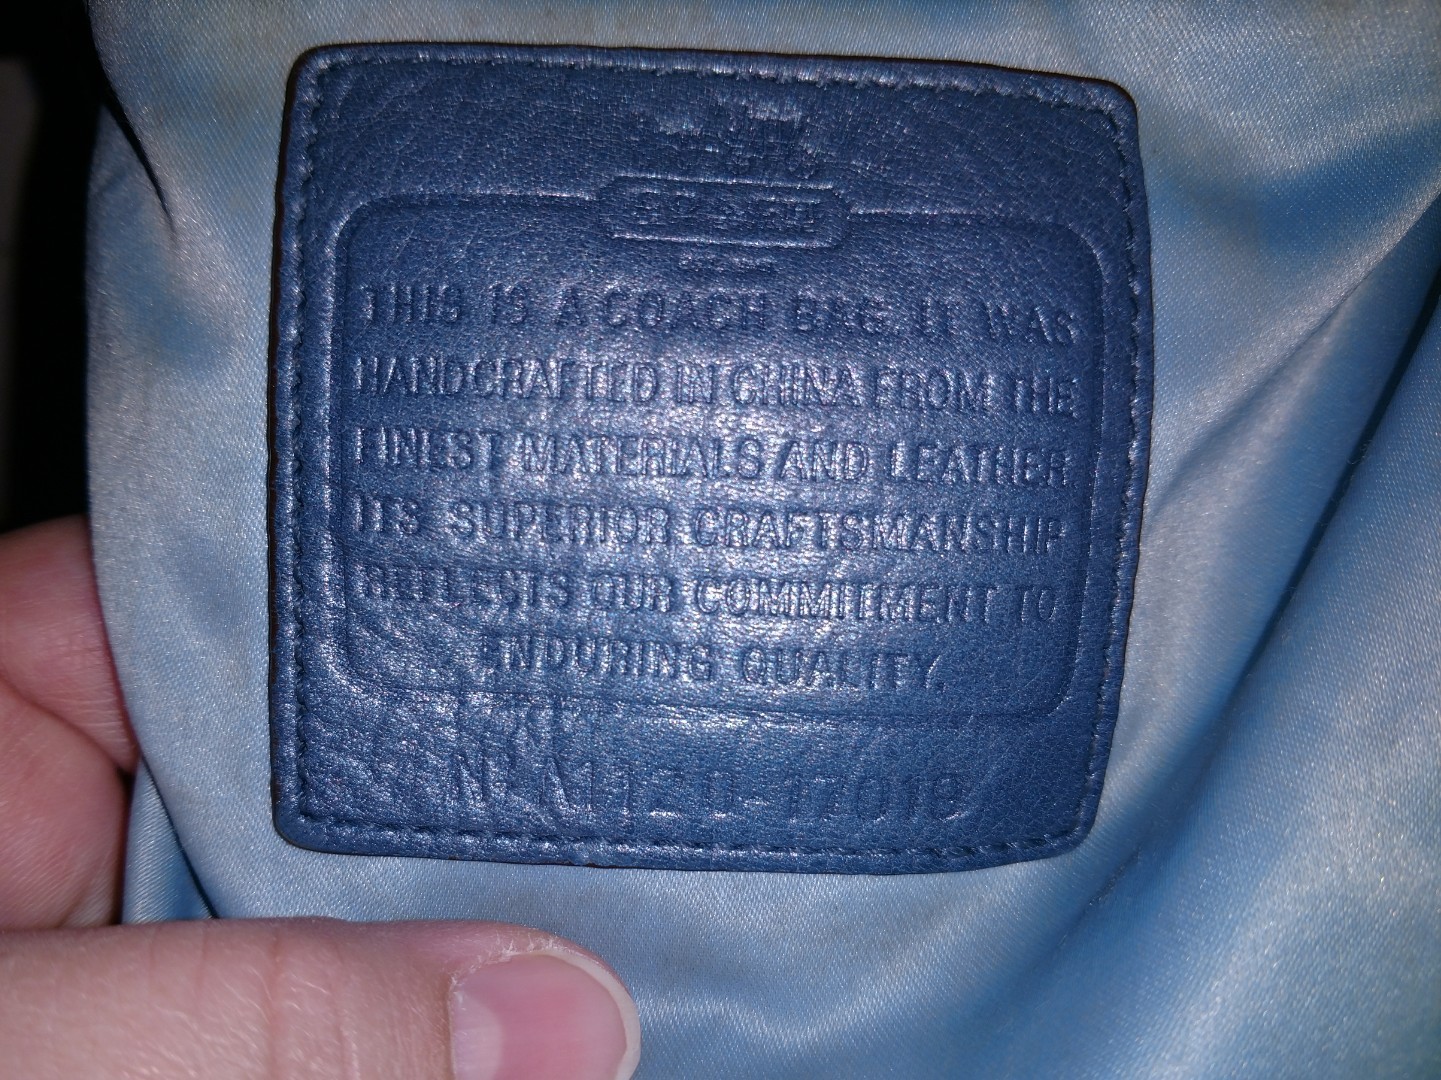 THIS IS A COACH BAG. IT WAS
HANDCRAFTED IN CHINA FROM THE
FINEST MATERIALS AND LEATHER
ITS SUPERIOR CRAFTSMANSHIP
REFLECTS OUR COMMITMENT TO
ENDURING QUALITY.